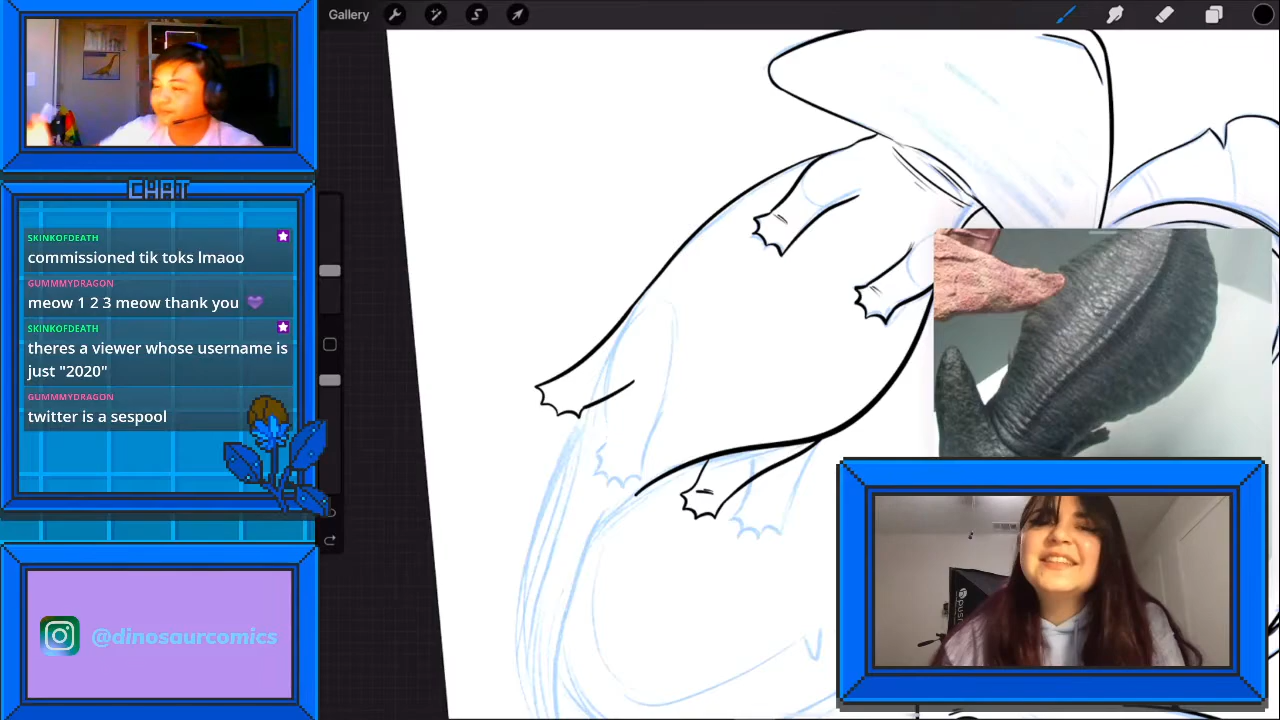 Gallery
CHAT
SKINKOFDEATH
commissioned tik toks lmaoo
GUMMMYDRAGON
meow 1 2 3 meow thank you 💜
SKINKOFDEATH
theres a viewer whose username is
just "2020"
GUMMMYDRAGON
twitter is a sespool
@dinosaurcomics